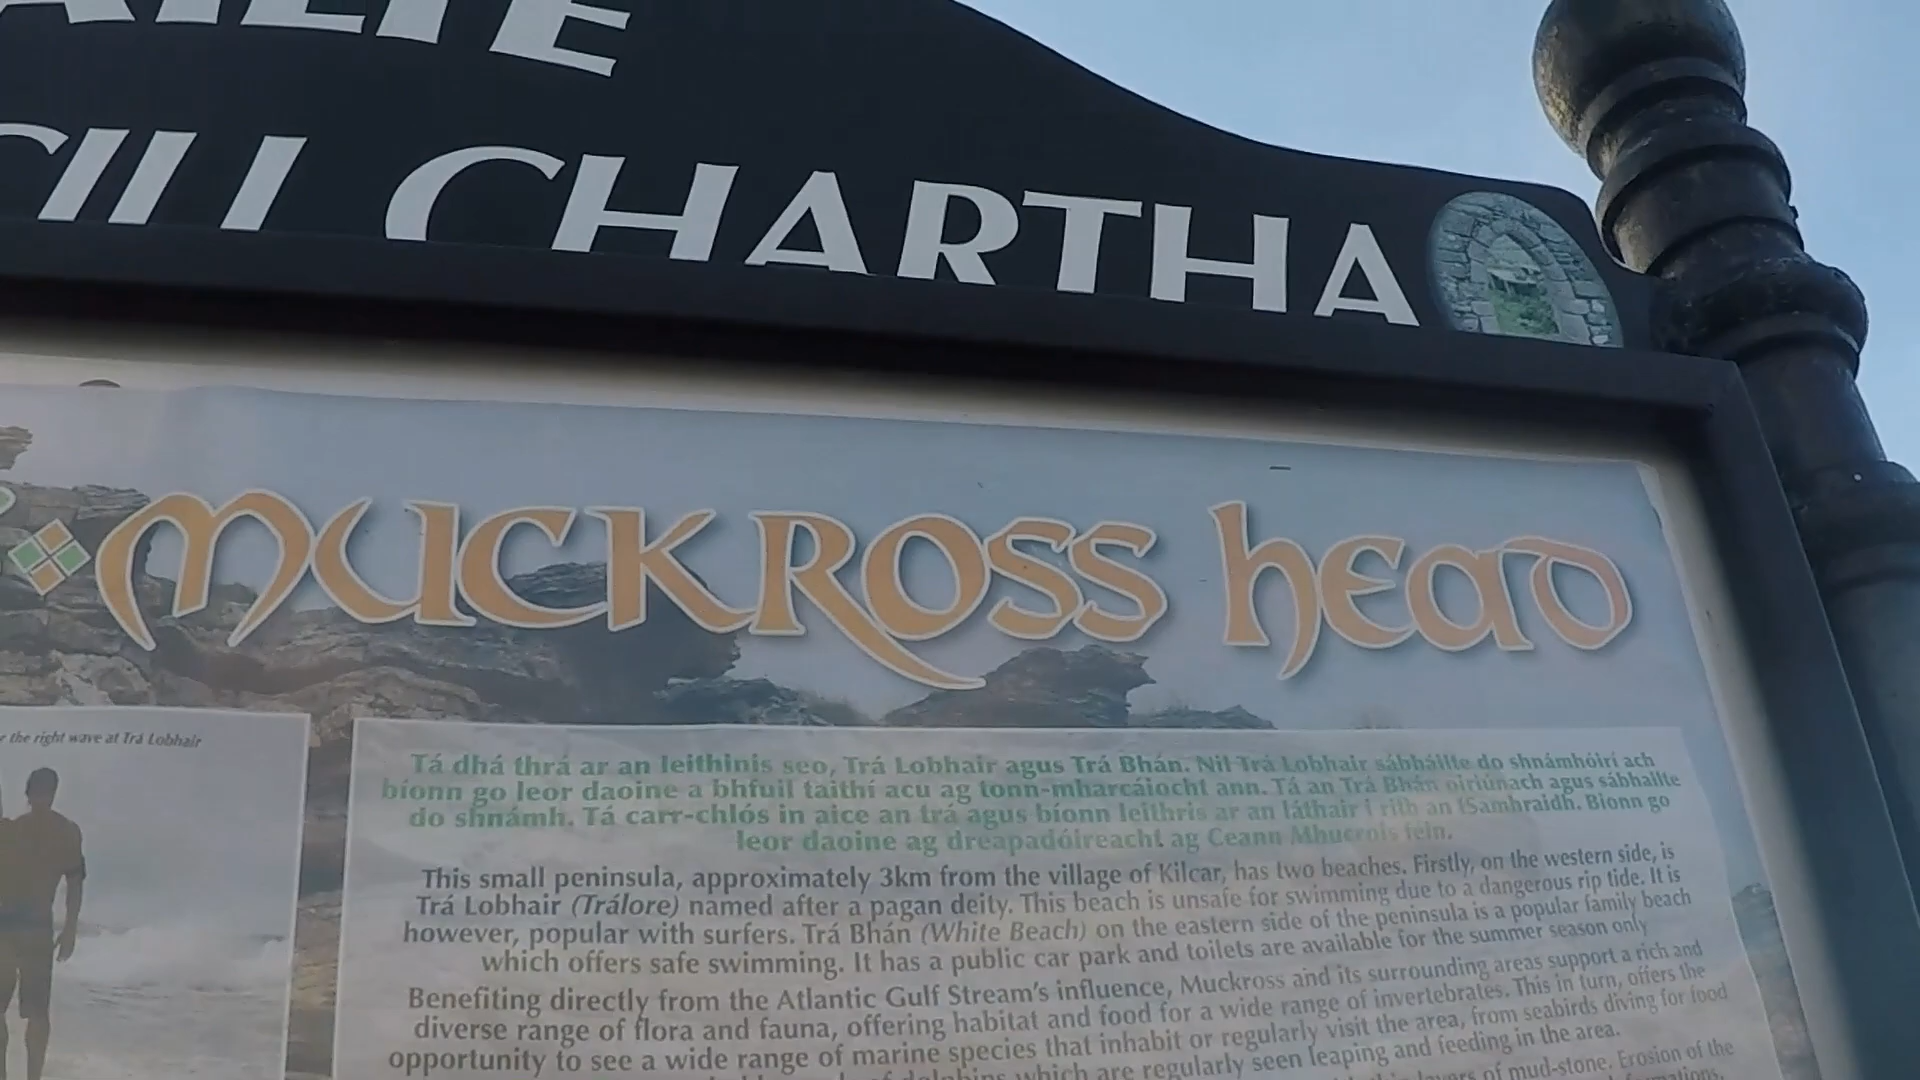 CILL CHARTHA
MUCKROSS HEAD
the right wave at Trá Lobhair
Tá dhá thrá ar an leithinis seo, Trá Lobhair agus Trá Bhán. Níl Trá Lobhair sábháilte do shnámhóirí ach
bíonn go leor daoine a bhfuil taithí acu ag tonn-mharcáiocht ann. Tá an Trá Bhán oiriúnach agus sábhailte
do shnámh. Tá carr-chlós in aice an trá agus bíonn leithris ar an láthair i rith an tSamhraidh. Bíonn go
leor daoine ag dreapadóireacht ag Ceann Mhucrois féin.
This small peninsula, approximately 3km from the village of Kilcar, has two beaches. Firstly, on the western side, is
Trá Lobhair (Trálore) named after a pagan deity. This beach is unsafe for swimming due to a dangerous rip tide. It is
however, popular with surfers. Trá Bhán (White Beach) on the eastern side of the peninsula is a popular family beach
which offers safe swimming. It has a public car park and toilets are available for the summer season only
Benefiting directly from the Atlantic Gulf Stream's influence, Muckross and its surrounding areas support a rich and
diverse range of flora and fauna, offering habitat and food for a wide range of invertebrates. This in turn, offers the
opportunity to see a wide range of marine species that inhabit or regularly visit the area, from seabirds diving for food
dolphins which are regularly seen leaping and feeding in the area.
layers of mud-stone. Erosion of the